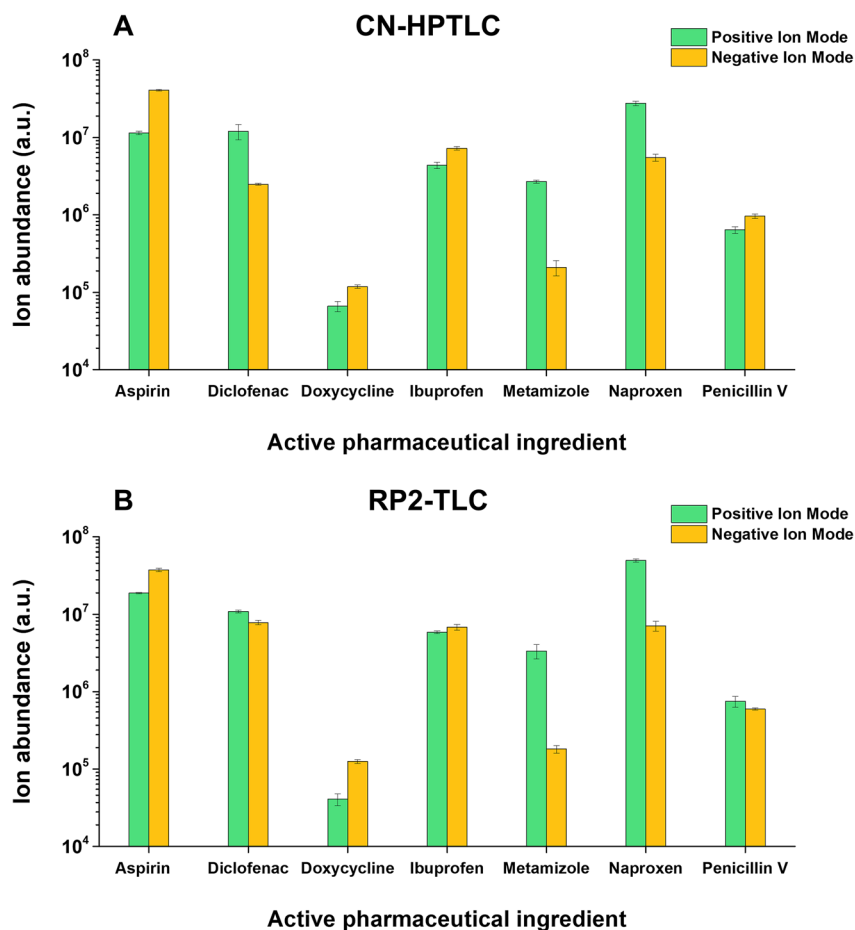 A
CN-HPTLC
Positive Ion Mode
Negative Ion Mode
Ion abundance (a.u.)
10⁸
10⁷
10⁶
10⁵
10⁴
Aspirin Diclofenac Doxycycline Ibuprofen Metamizole Naproxen Penicillin V
Active pharmaceutical ingredient
B
RP2-TLC
Positive Ion Mode
Negative Ion Mode
Ion abundance (a.u.)
10⁸
10⁷
10⁶
10⁵
10⁴
Aspirin Diclofenac Doxycycline Ibuprofen Metamizole Naproxen Penicillin V
Active pharmaceutical ingredient